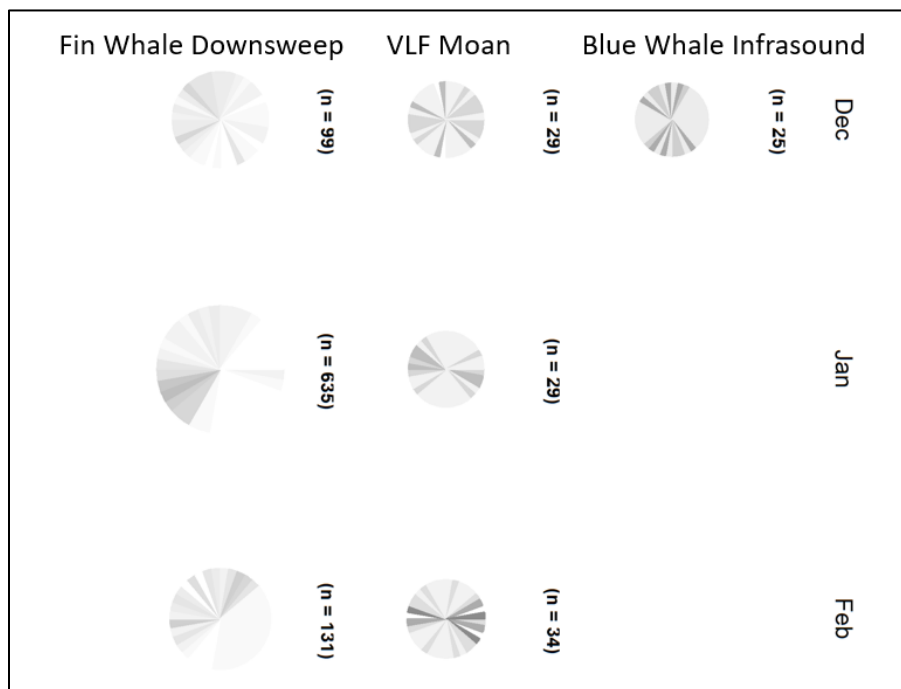 Fin Whale Downsweep VLF Moan Blue Whale Infrasound
(n = 99) (n = 29) (n = 25) Dec
(n = 635) (n = 29) Jan
(n = 131) (n = 34) Feb